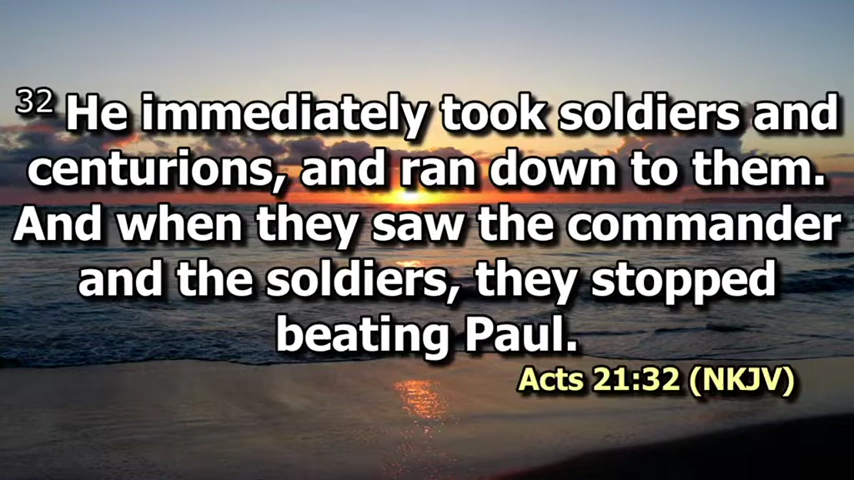 32 He immediately took soldiers and
centurions, and ran down to them.
And when they saw the commander
and the soldiers, they stopped
beating Paul.
Acts 21:32 (NKJV)